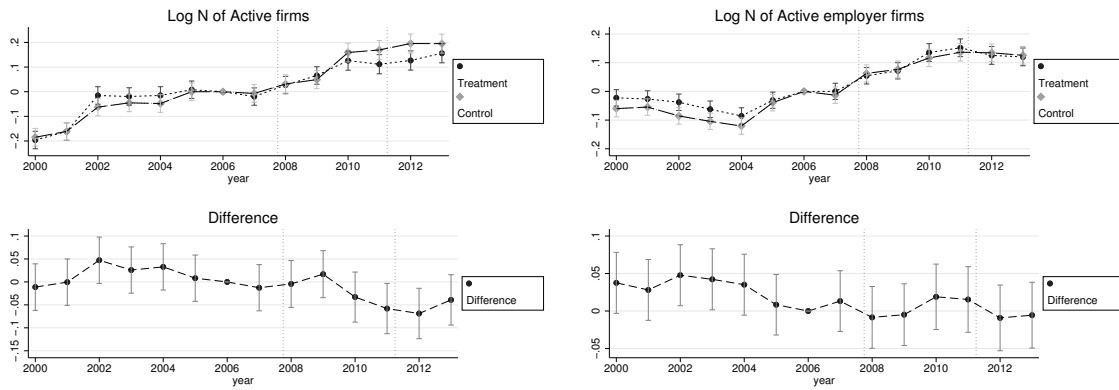 Log N of Active firms
.2
.1
0
-.1
-.2
2000 2002 2004 2006 2008 2010 2012
year
Treatment
Control
Log N of Active employer firms
.2
.1
0
-.1
-.2
2000 2002 2004 2006 2008 2010 2012
year
Treatment
Control
Difference
.1
.05
0
-.05
-.1
-.15
2000 2002 2004 2006 2008 2010 2012
year
Difference
Difference
.1
.05
0
-.05
2000 2002 2004 2006 2008 2010 2012
year
Difference